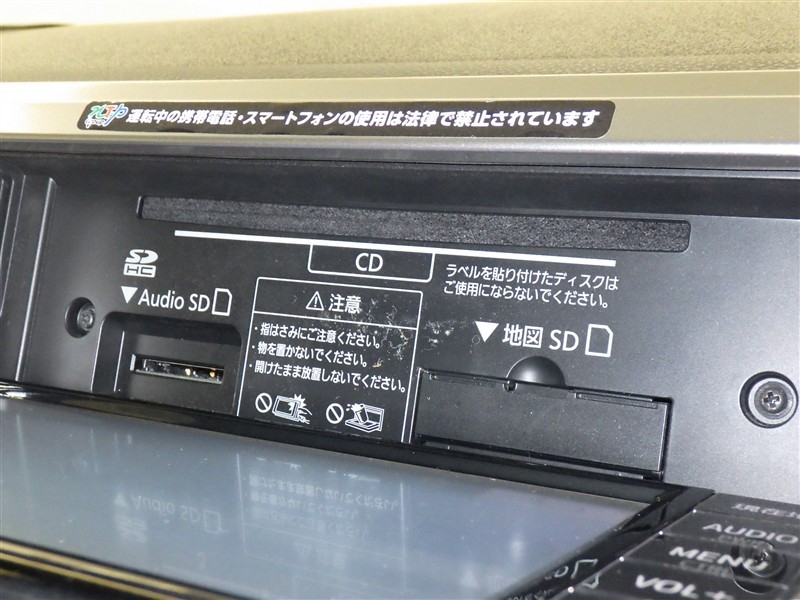 運転中の携帯電話・スマートフォンの使用は法律で禁止されています
CD
SD
HC
▼Audio SD
ラベルを貼り付けたディスクは
ご使用にならないでください。
⚠注意
・指はさみにご注意ください。
・物を置かないでください。
・開けたまま放置しないでください。
▼地図 SD
現在地
AUDIO
MENU
VOL+